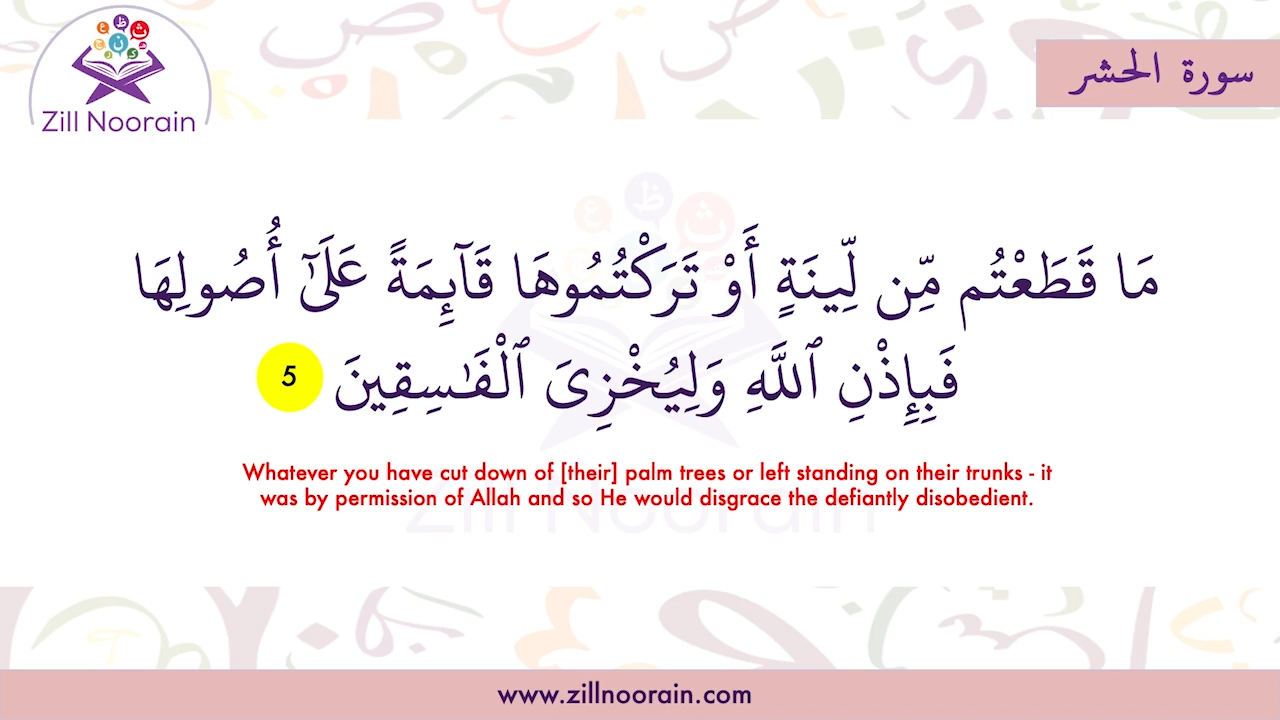 Zill Noorain
سورة الحشر
مَا قَطَعْتُم مِّن لِّينَةٍ أَوْ تَرَكْتُمُوهَا قَآئِمَةً عَلَىٰٓ أُصُولِهَا
فَبِإِذْنِ ٱللَّهِ وَلِيُخْزِىَ ٱلْفَـٰسِقِينَ 5
Whatever you have cut down of [their] palm trees or left standing on their trunks - it
was by permission of Allah and so He would disgrace the defiantly disobedient.
Zill Noorain
www.zillnoorain.com